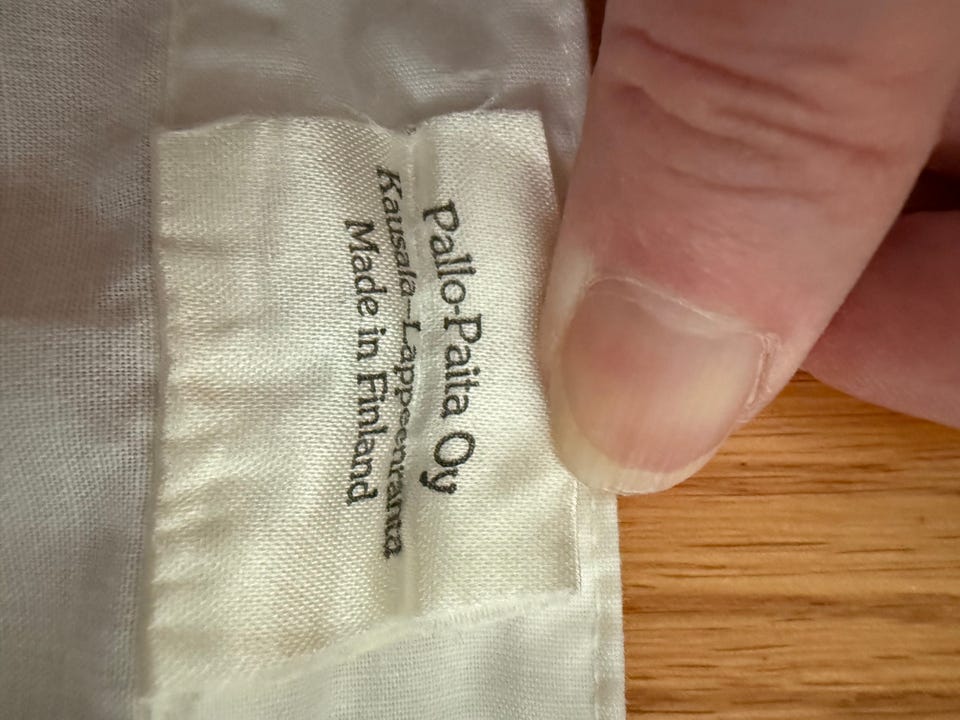 Pallo-Paita Oy
Kausala–Lappeenranta
Made in Finland